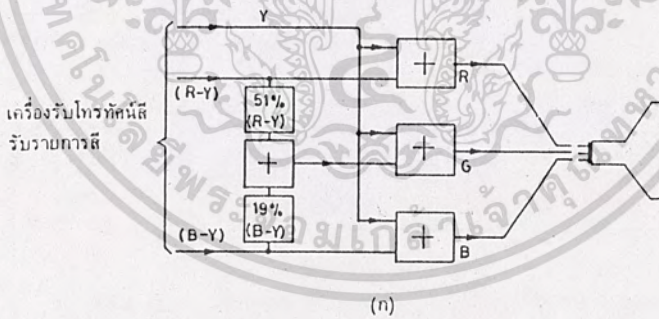 Y
(R-Y)
เครื่องรับโทรทัศน์สี
รับรายการสี
51%
(R-Y)
+
19%
(B-Y)
(B-Y)
+
R
+
G
+
B
(ก)